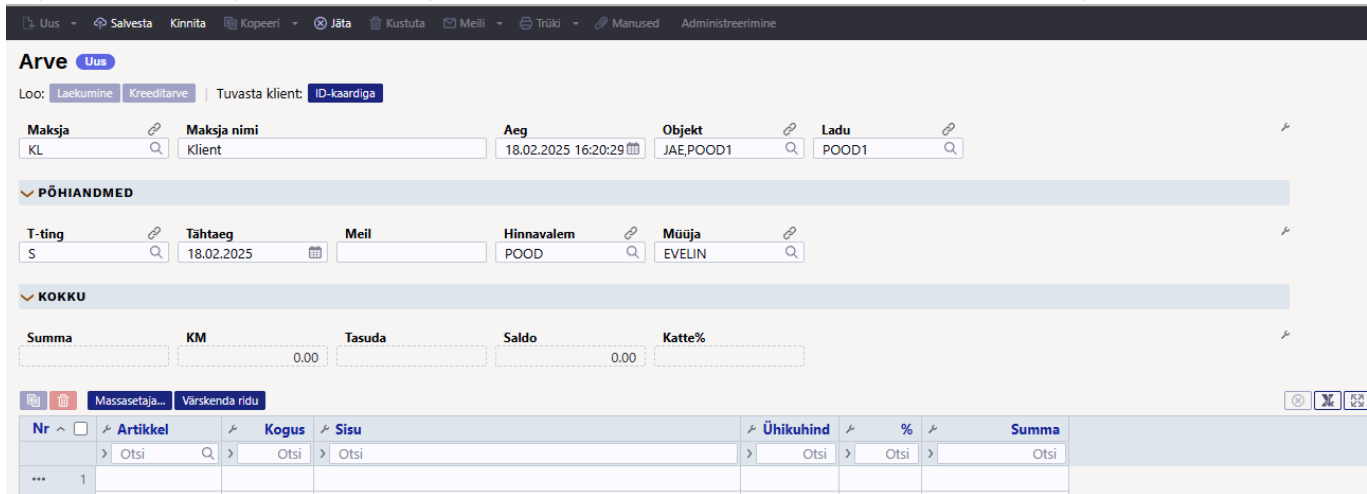 Uus Salvesta Kinnita Kopeeri Jäta Kustuta Meili Trüki Manused Administreerimine
Arve Uus
Loo: Laekumine Kreeditarve | Tuvasta klient: ID-kaardiga
Maksja Maksja nimi Aeg Objekt Ladu
KL Klient 18.02.2025 16:20:29 JAE,POOD1 POOD1
PÕHIANDMED
T-ting Tähtaeg Meil Hinnavalem Müüja
S 18.02.2025 POOD EVELIN
KOKKU
Summa KM Tasuda Saldo Katte%
0.00 0.00
Massasetaja... Värskenda ridu
Nr Artikkel Kogus Sisu Ühikuhind % Summa
Otsi Otsi Otsi Otsi Otsi Otsi
1